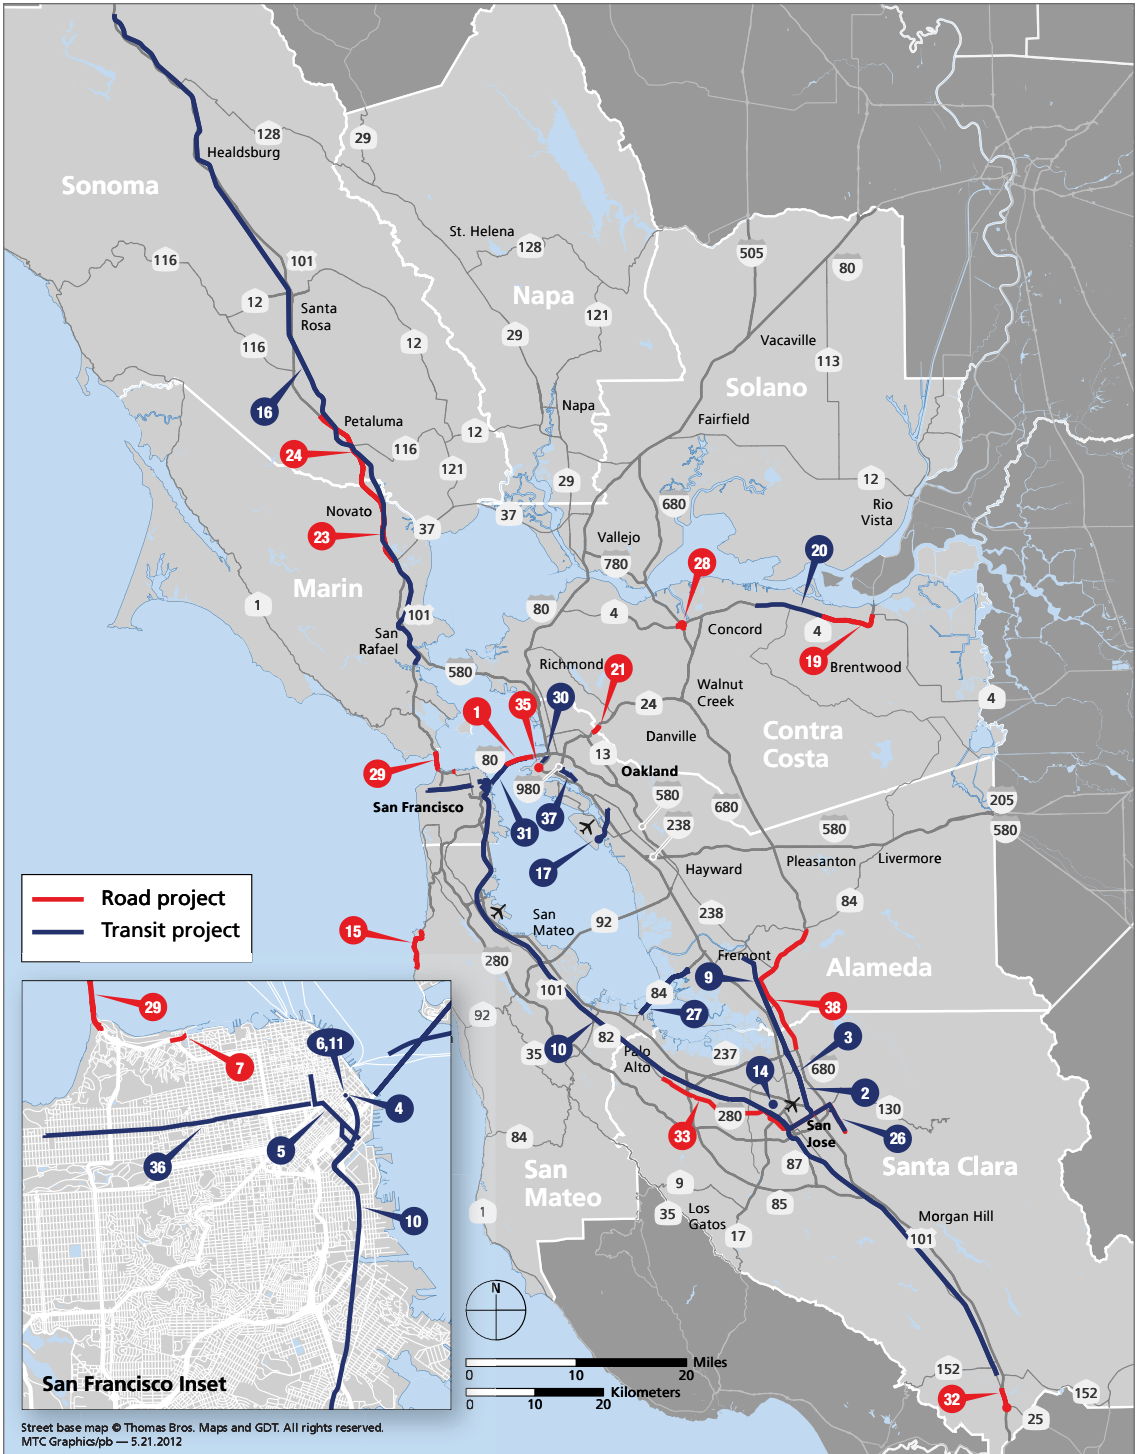 128
29
Healdsburg
Sonoma
St. Helena
128
116
101
505
80
Napa
12
Santa
Rosa
121
116
12
29
Vacaville
113
Solano
16
Napa
Petaluma
Fairfield
12
24
116
121
29
12
Novato
37
680
Rio
Vista
23
37
Vallejo
20
780
28
Marin
1
101
80
4
Concord
4
San
Rafael
19
Brentwood
580
Richmond
21
Walnut
Creek
30
24
4
1
35
Contra
Costa
Danville
13
80
29
Oakland
980
580
680
205
San Francisco
31
37
238
580
580
17
Hayward
Pleasanton
Livermore
Road project
Transit project
84
San
Mateo
92
238
15
280
Fremont
Alameda
9
101
84
38
27
29
92
82
3
10
Palo
Alto
237
6,11
35
680
7
14
2
4
280
130
33
San
Jose
26
5
84
36
87
Santa Clara
San
Mateo
9
85
10
1
35
Los
Gatos
Morgan Hill
17
101
N
Miles
0
10
20
Kilometers
0
10
20
152
San Francisco Inset
32
152
25
Street base map © Thomas Bros. Maps and GDT. All rights reserved.
MTC Graphics/pb — 5.21.2012